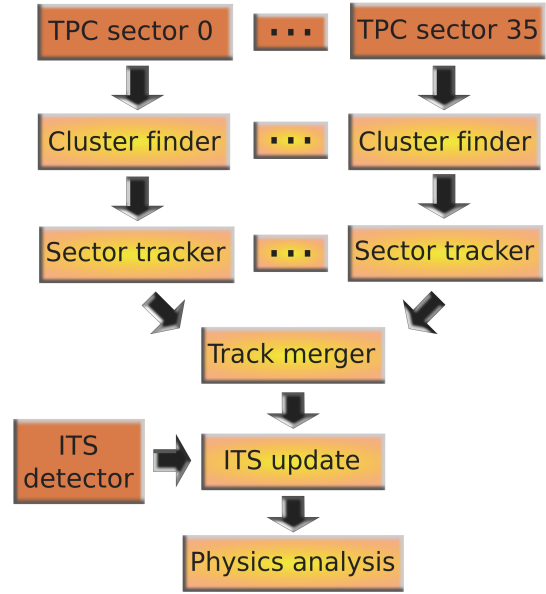 TPC sector 0
...
TPC sector 35
Cluster finder
...
Cluster finder
Sector tracker
...
Sector tracker
Track merger
ITS
detector
ITS update
Physics analysis